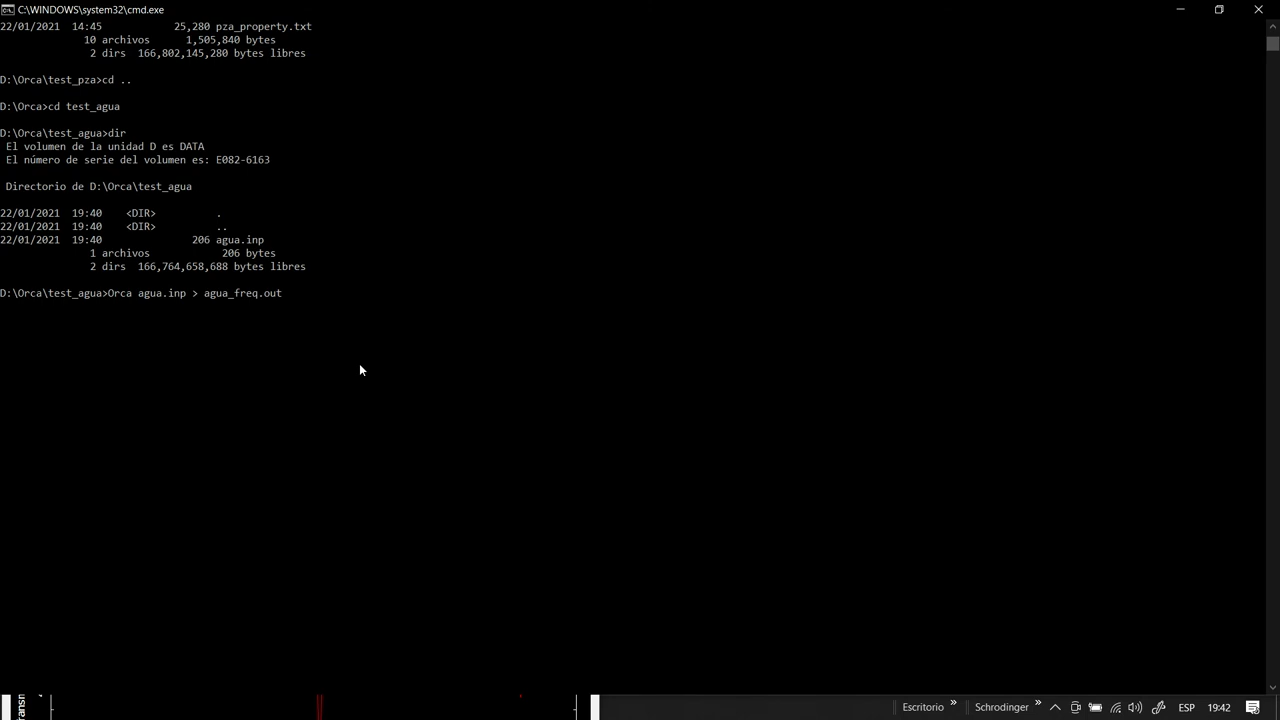 C:\WINDOWS\system32\cmd.exe
22/01/2021  14:45            25,280 pza_property.txt
              10 archivos      1,505,840 bytes
               2 dirs  166,802,145,280 bytes libres
D:\Orca\test_pza>cd ..
D:\Orca>cd test_agua
D:\Orca\test_agua>dir
 El volumen de la unidad D es DATA
 El número de serie del volumen es: E082-6163
 Directorio de D:\Orca\test_agua
22/01/2021  19:40    <DIR>          .
22/01/2021  19:40    <DIR>          ..
22/01/2021  19:40               206 agua.inp
               1 archivos            206 bytes
               2 dirs  166,764,658,688 bytes libres
D:\Orca\test_agua>Orca agua.inp > agua_freq.out
Escritorio » Schrodinger » ESP 19:42